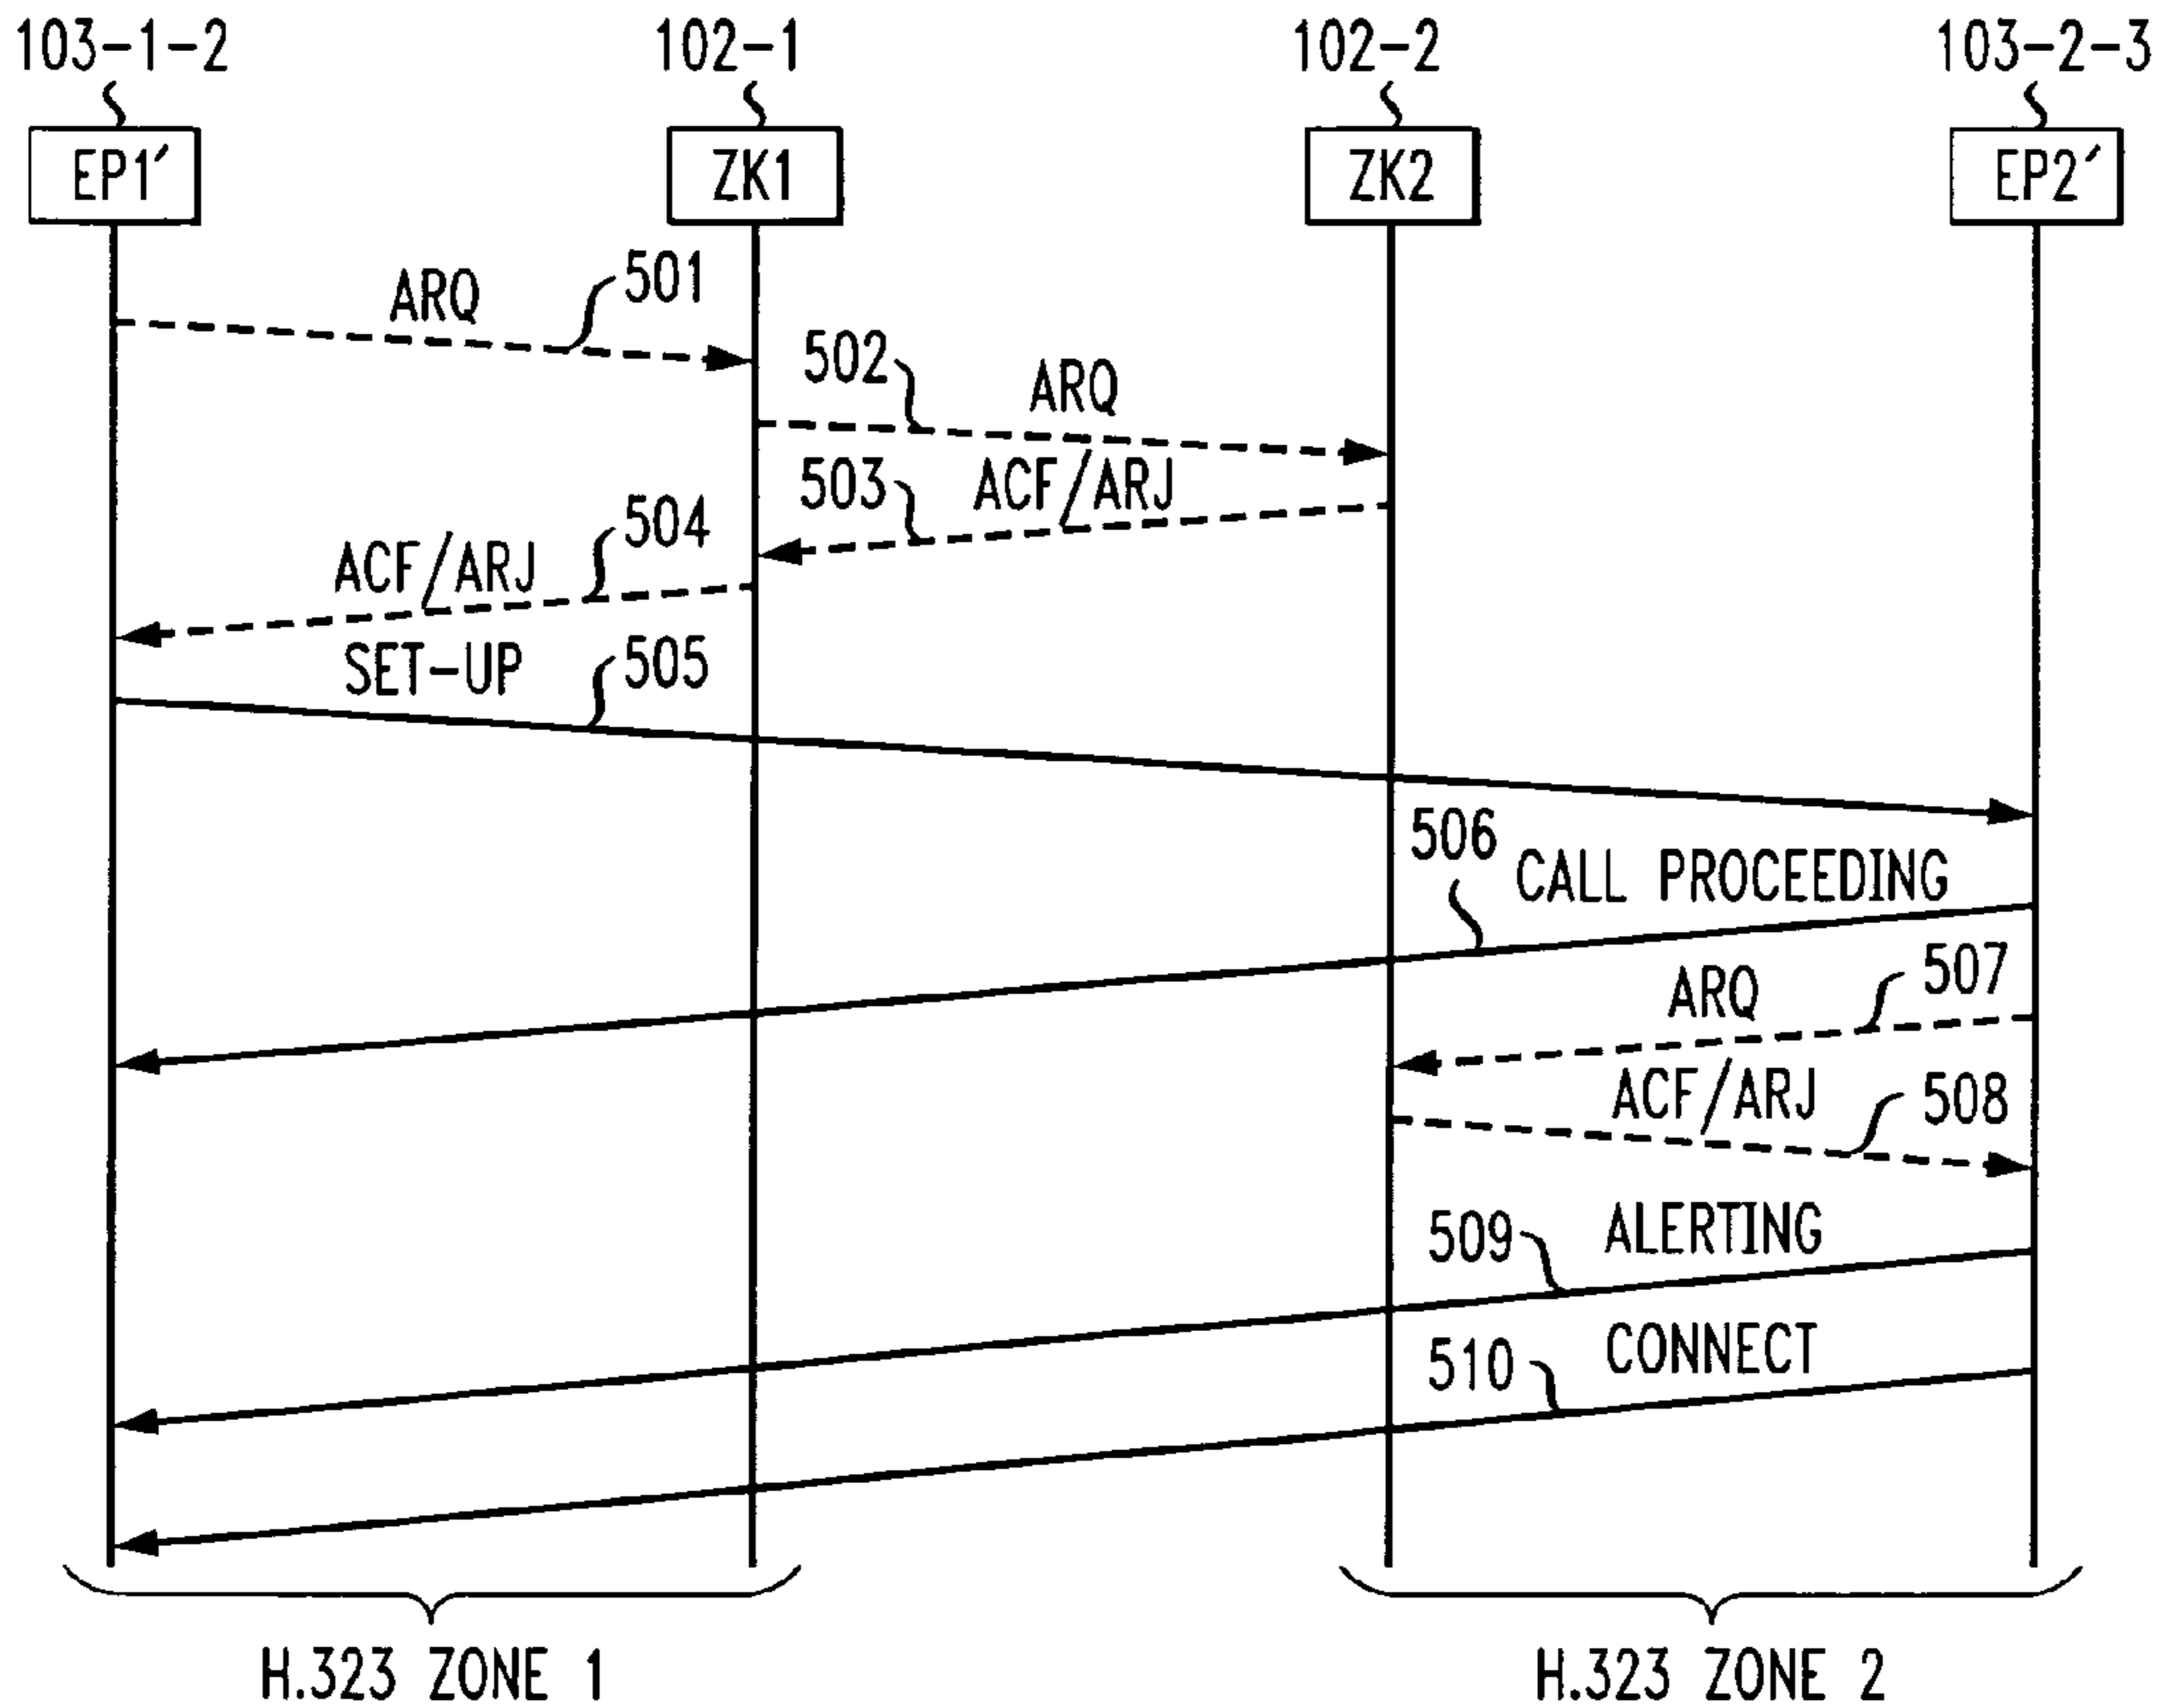 103-1-2 102-1 102-2 103-2-3
EP1′ ZK1 ZK2 EP2′
ARQ 501
502 ARQ
503 ACF/ARJ
ACF/ARJ 504
SET-UP 505
506 CALL PROCEEDING
ARQ 507
ACF/ARJ 508
509 ALERTING
510 CONNECT
H.323 ZONE 1 H.323 ZONE 2